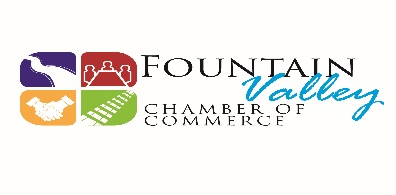 FOUNTAIN
Valley
CHAMBER OF
COMMERCE